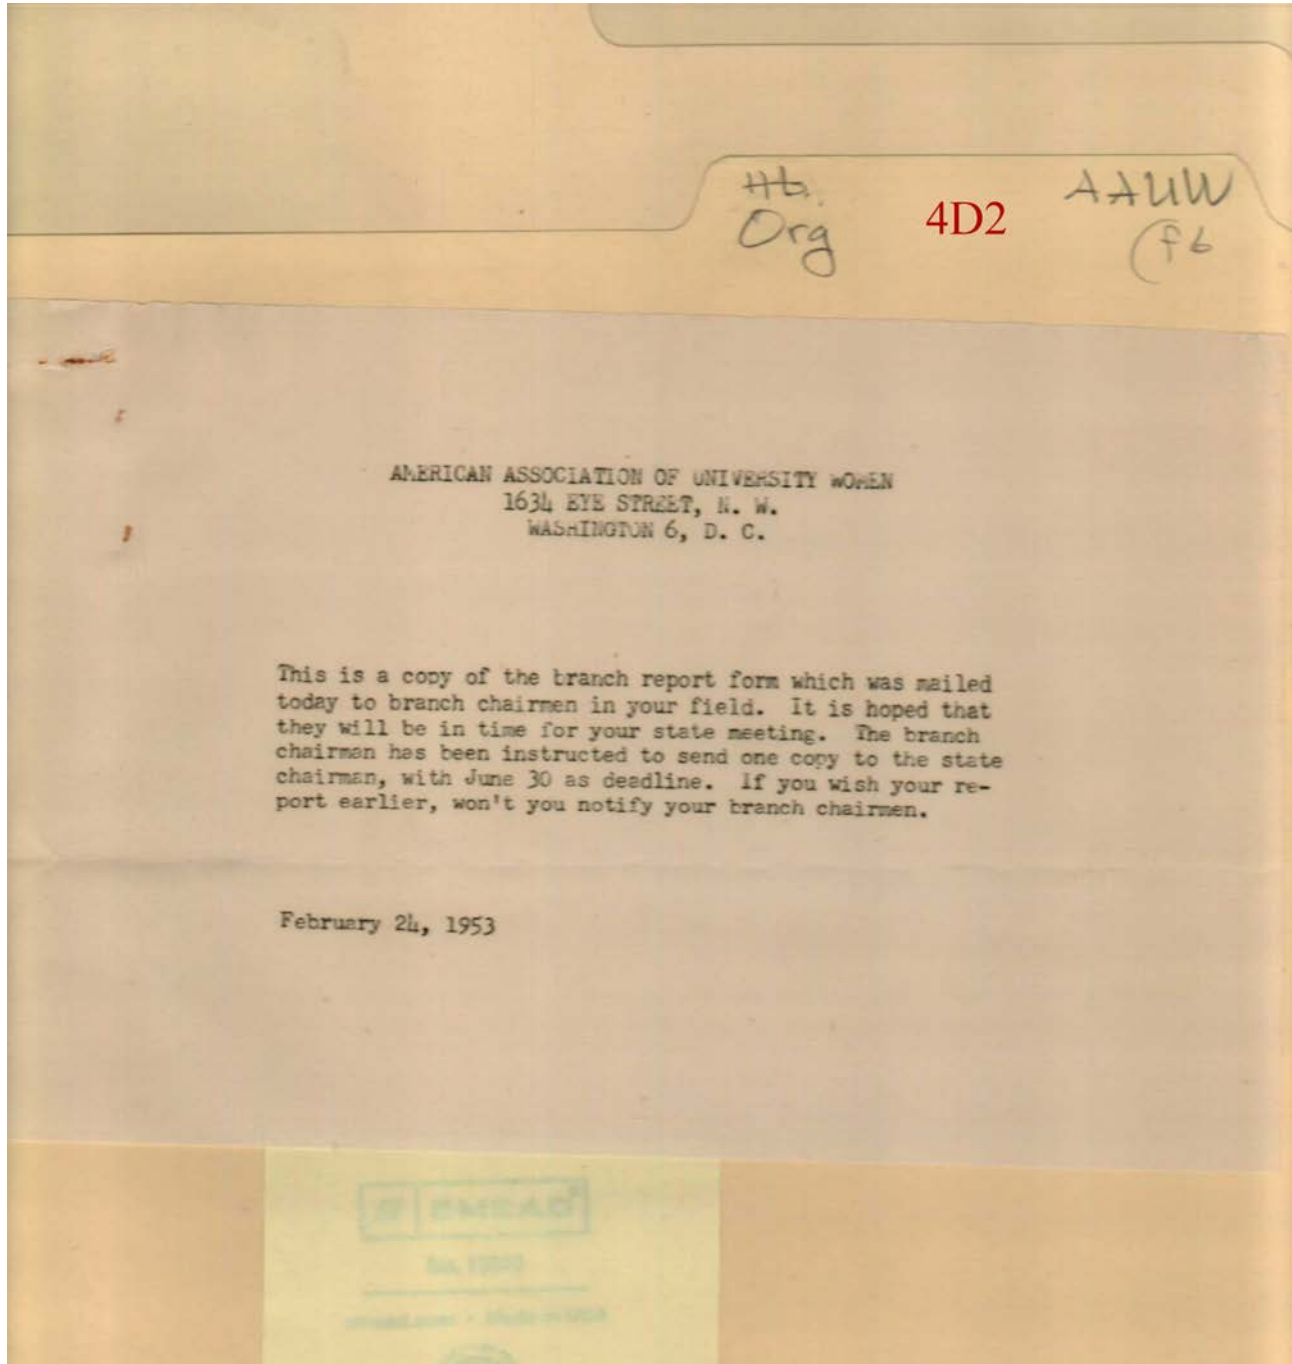 Hb. 4D2 AAUW
Org (f6
AMERICAN ASSOCIATION OF UNIVERSITY WOMEN
1634 EYE STREET, N. W.
WASHINGTON 6, D. C.
This is a copy of the branch report form which was mailed
today to branch chairmen in your field. It is hoped that
they will be in time for your state meeting. The branch
chairman has been instructed to send one copy to the state
chairman, with June 30 as deadline. If you wish your re-
port earlier, won't you notify your branch chairmen.
February 24, 1953
SMEAD